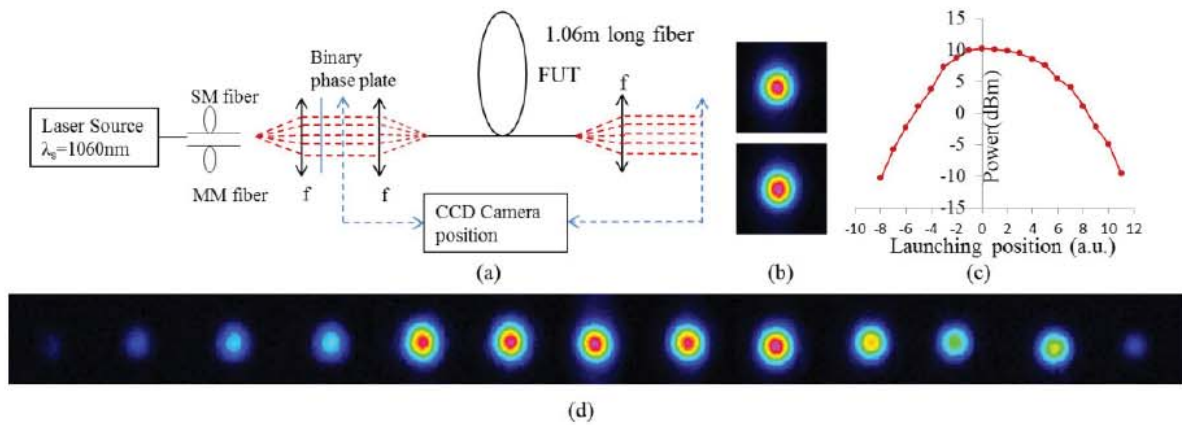 1.06m long fiber
FUT
Binary
phase plate
SM fiber
Laser Source
λs=1060nm
MM fiber
f
f
f
CCD Camera
position
(a)
(b)
15
10
5
0
-5
-10
-15
Power(dBm)
-10 -8 -6 -4 -2 0 2 4 6 8 10 12
Launching position (a.u.)
(c)
(d)